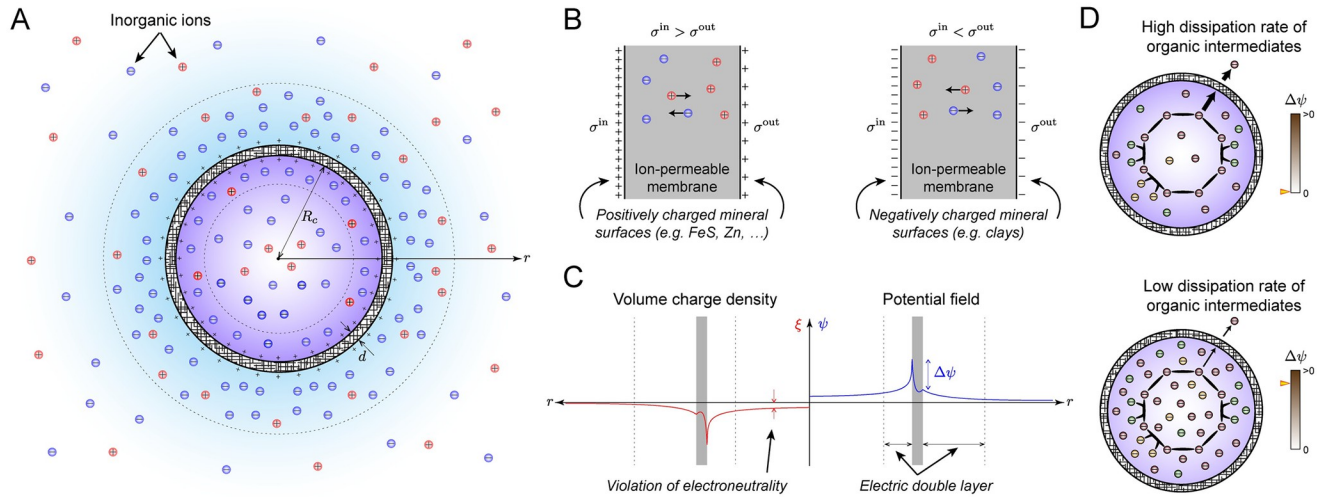 A
Inorganic ions
R_c
r
d
B
σ^in > σ^out
σ^in
σ^out
Ion-permeable
membrane
Positively charged mineral
surfaces (e.g. FeS, Zn, …)
σ^in < σ^out
σ^in
σ^out
Ion-permeable
membrane
Negatively charged mineral
surfaces (e.g. clays)
C
Volume charge density
Potential field
ξ ψ
Δψ
r
r
Violation of electroneutrality
Electric double layer
D
High dissipation rate of
organic intermediates
Δψ
>0
0
Low dissipation rate of
organic intermediates
Δψ
>0
0